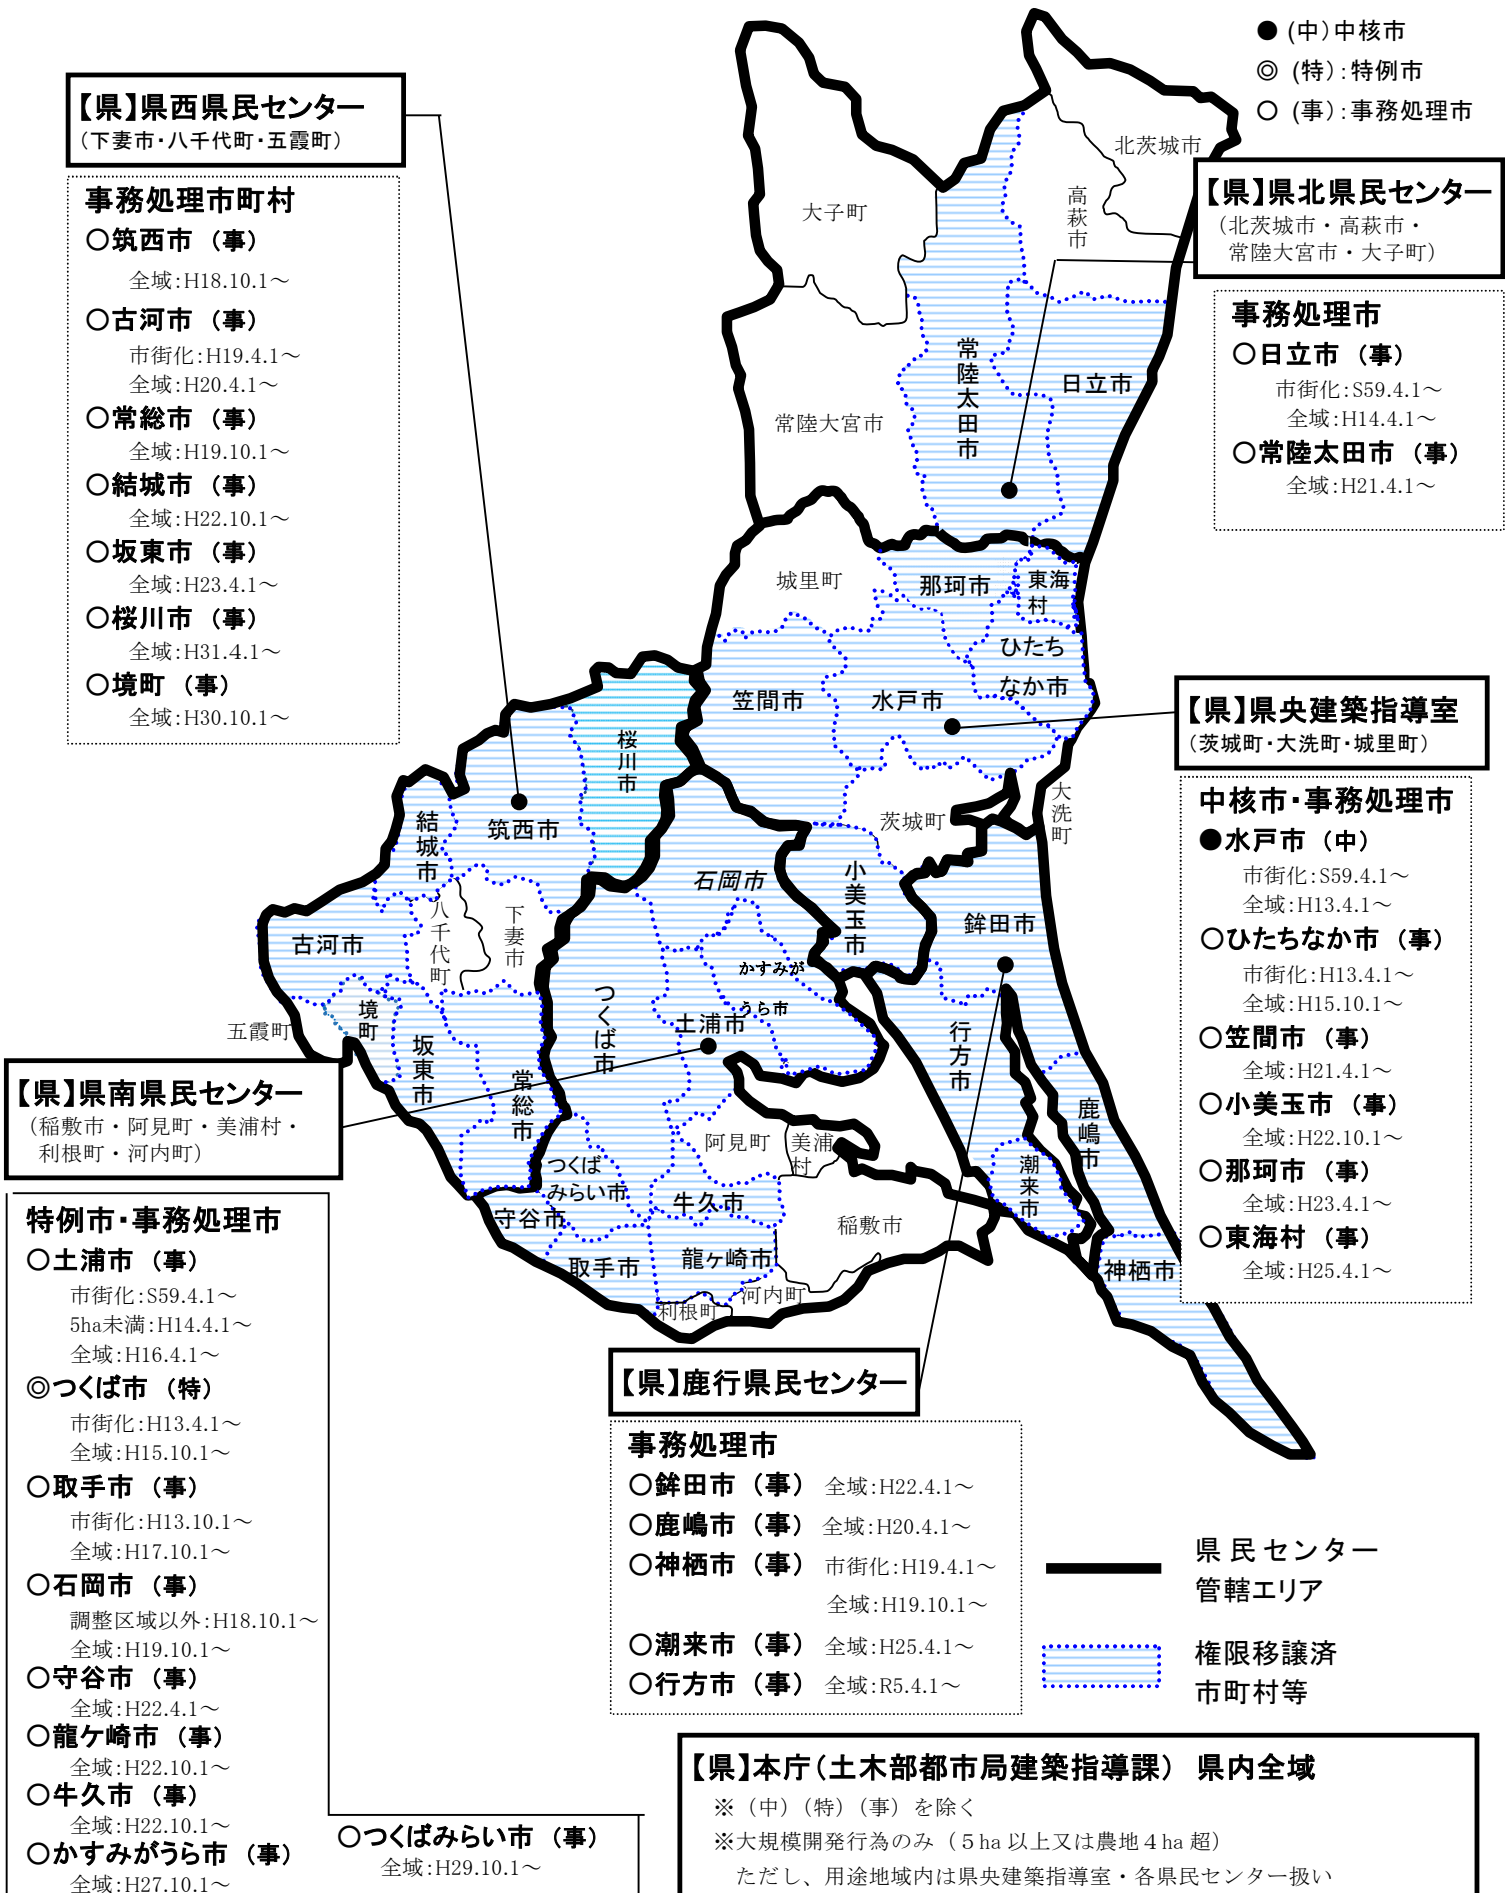 ● (中)中核市
◎ (特):特例市
○ (事):事務処理市
【県】県西県民センター
(下妻市・八千代町・五霞町)
事務処理市町村
○筑西市 (事)
全域:H18.10.1～
○古河市 (事)
市街化:H19.4.1～
全域:H20.4.1～
○常総市 (事)
全域:H19.10.1～
○結城市 (事)
全域:H22.10.1～
○坂東市 (事)
全域:H23.4.1～
○桜川市 (事)
全域:H31.4.1～
○境町 (事)
全域:H30.10.1～
【県】県北県民センター
(北茨城市・高萩市・
常陸大宮市・大子町)
事務処理市
○日立市 (事)
市街化:S59.4.1～
全域:H14.4.1～
○常陸太田市 (事)
全域:H21.4.1～
北茨城市
高萩市
大子町
常陸太田市
日立市
常陸大宮市
城里町
那珂市
東海
村
ひたち
なか市
笠間市
水戸市
桜川市
茨城町
大洗町
結城市
筑西市
石岡市
小美玉市
鉾田市
八千代町
下妻市
古河市
かすみが
うら市
つくば市
土浦市
境町
五霞町
坂東市
常総市
行方市
鹿嶋市
阿見町
美浦
村
潮来市
つくば
みらい市
牛久市
守谷市
稲敷市
取手市
龍ヶ崎市
河内町
利根町
神栖市
【県】県央建築指導室
(茨城町・大洗町・城里町)
中核市・事務処理市
●水戸市 (中)
市街化:S59.4.1～
全域:H13.4.1～
○ひたちなか市 (事)
市街化:H13.4.1～
全域:H15.10.1～
○笠間市 (事)
全域:H21.4.1～
○小美玉市 (事)
全域:H22.10.1～
○那珂市 (事)
全域:H23.4.1～
○東海村 (事)
全域:H25.4.1～
【県】県南県民センター
(稲敷市・阿見町・美浦村・
利根町・河内町)
特例市・事務処理市
○土浦市 (事)
市街化:S59.4.1～
5ha未満:H14.4.1～
全域:H16.4.1～
◎つくば市 (特)
市街化:H13.4.1～
全域:H15.10.1～
○取手市 (事)
市街化:H13.10.1～
全域:H17.10.1～
○石岡市 (事)
調整区域以外:H18.10.1～
全域:H19.10.1～
○守谷市 (事)
全域:H22.4.1～
○龍ケ崎市 (事)
全域:H22.10.1～
○牛久市 (事)
全域:H22.10.1～
○かすみがうら市 (事)
全域:H27.10.1～
○つくばみらい市 (事)
全域:H29.10.1～
【県】鹿行県民センター
事務処理市
○鉾田市 (事) 全域:H22.4.1～
○鹿嶋市 (事) 全域:H20.4.1～
○神栖市 (事) 市街化:H19.4.1～
全域:H19.10.1～
○潮来市 (事) 全域:H25.4.1～
○行方市 (事) 全域:R5.4.1～
県民センター
管轄エリア
権限移譲済
市町村等
【県】本庁(土木部都市局建築指導課) 県内全域
※(中)(特)(事)を除く
※大規模開発行為のみ(5ha以上又は農地4ha超)
ただし、用途地域内は県央建築指導室・各県民センター扱い